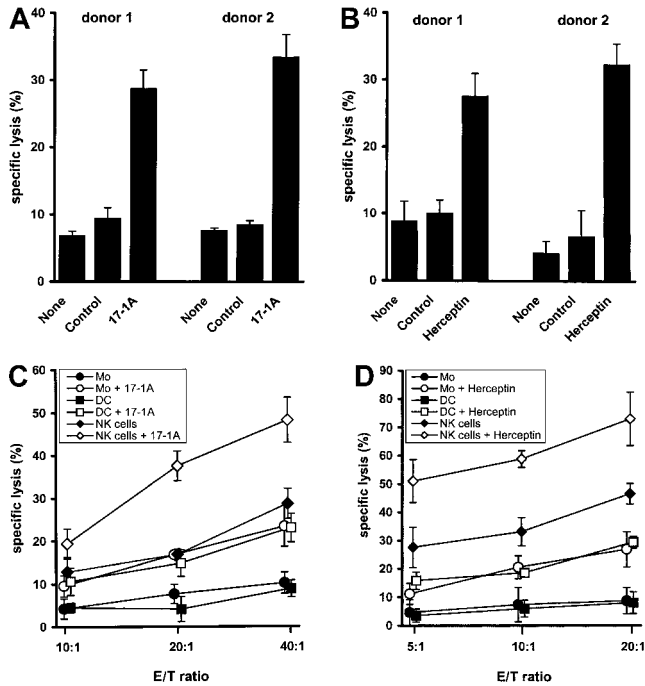 A
donor 1
donor 2
specific lysis (%)
40
30
20
10
0
None
Control
17-1A
None
Control
17-1A
B
donor 1
donor 2
specific lysis (%)
40
30
20
10
0
None
Control
Herceptin
None
Control
Herceptin
C
Mo
Mo + 17-1A
DC
DC + 17-1A
NK cells
NK cells + 17-1A
specific lysis (%)
60
50
40
30
20
10
0
10:1
20:1
40:1
E/T ratio
D
Mo
Mo + Herceptin
DC
DC + Herceptin
NK cells
NK cells + Herceptin
specific lysis (%)
90
80
70
60
50
40
30
20
10
0
5:1
10:1
20:1
E/T ratio